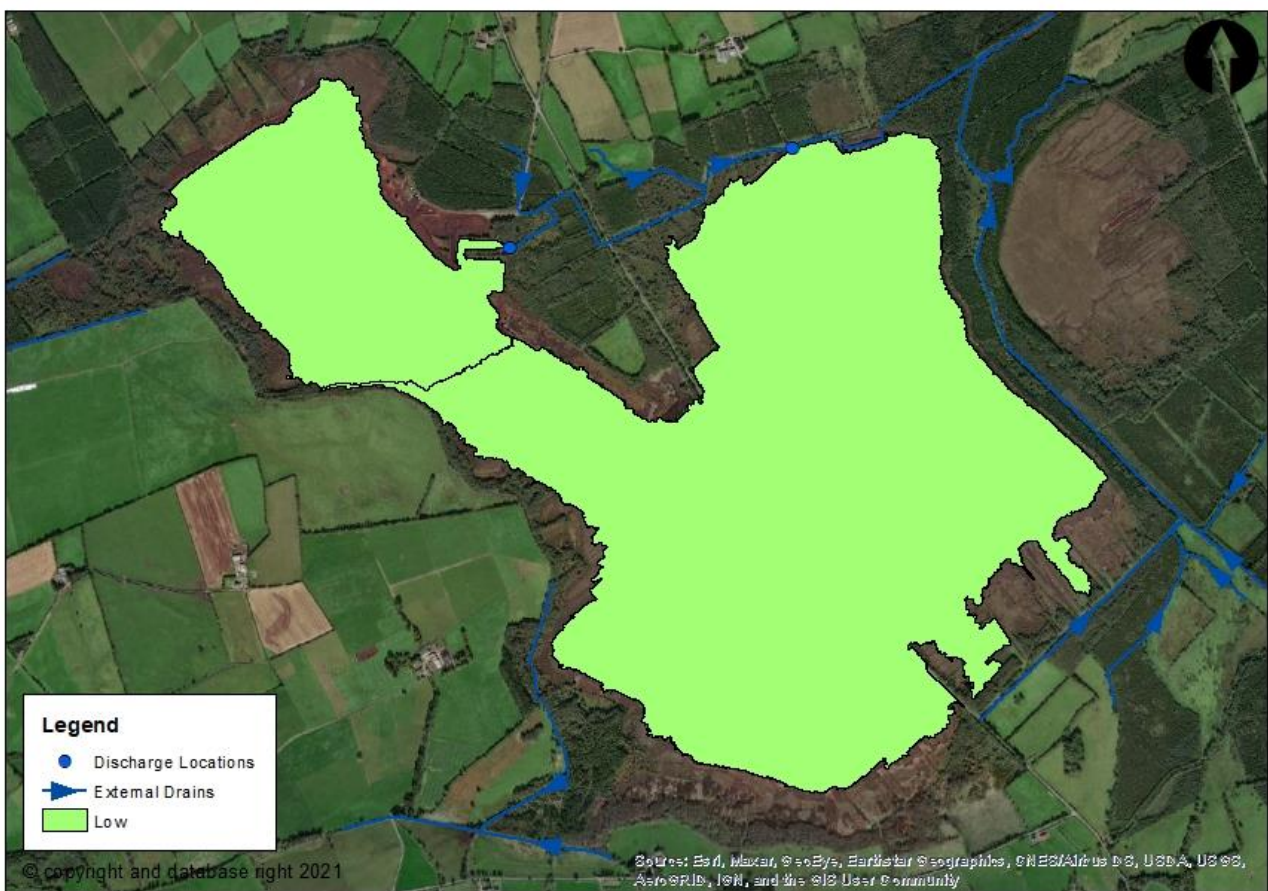 Legend
Discharge Locations
External Drains
Low
© copyright and database right 2021
Source: Esri, Maxar, GeoEye, Earthstar Geographics, CNES/Airbus DS, USDA, USGS,
AeroGRID, IGN, and the GIS User Community